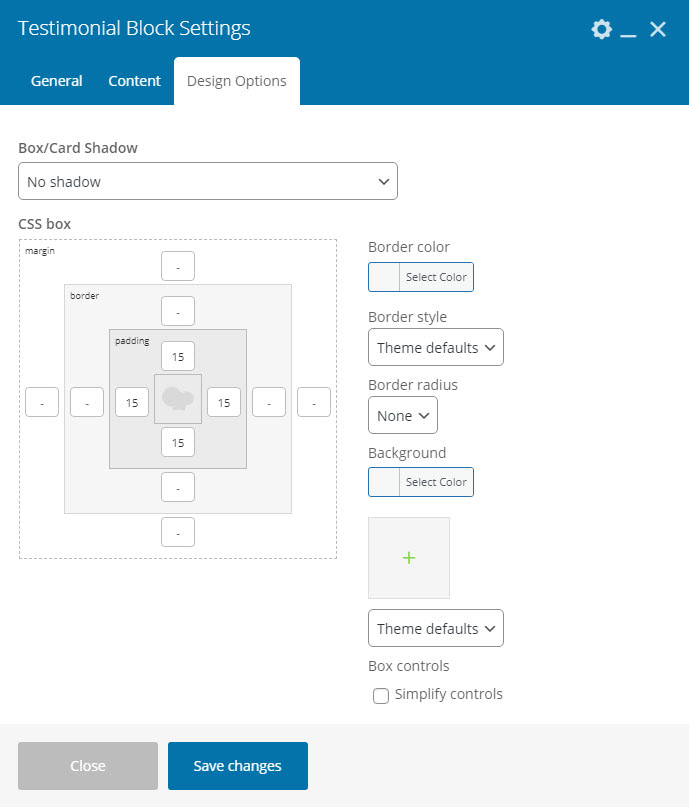 Testimonial Block Settings
General Content Design Options
Box/Card Shadow
No shadow
CSS box
margin
-
border
-
padding
15
- - 15 15 - -
15
-
-
Border color
Select Color
Border style
Theme defaults
Border radius
None
Background
Select Color
+
Theme defaults
Box controls
Simplify controls
Close Save changes